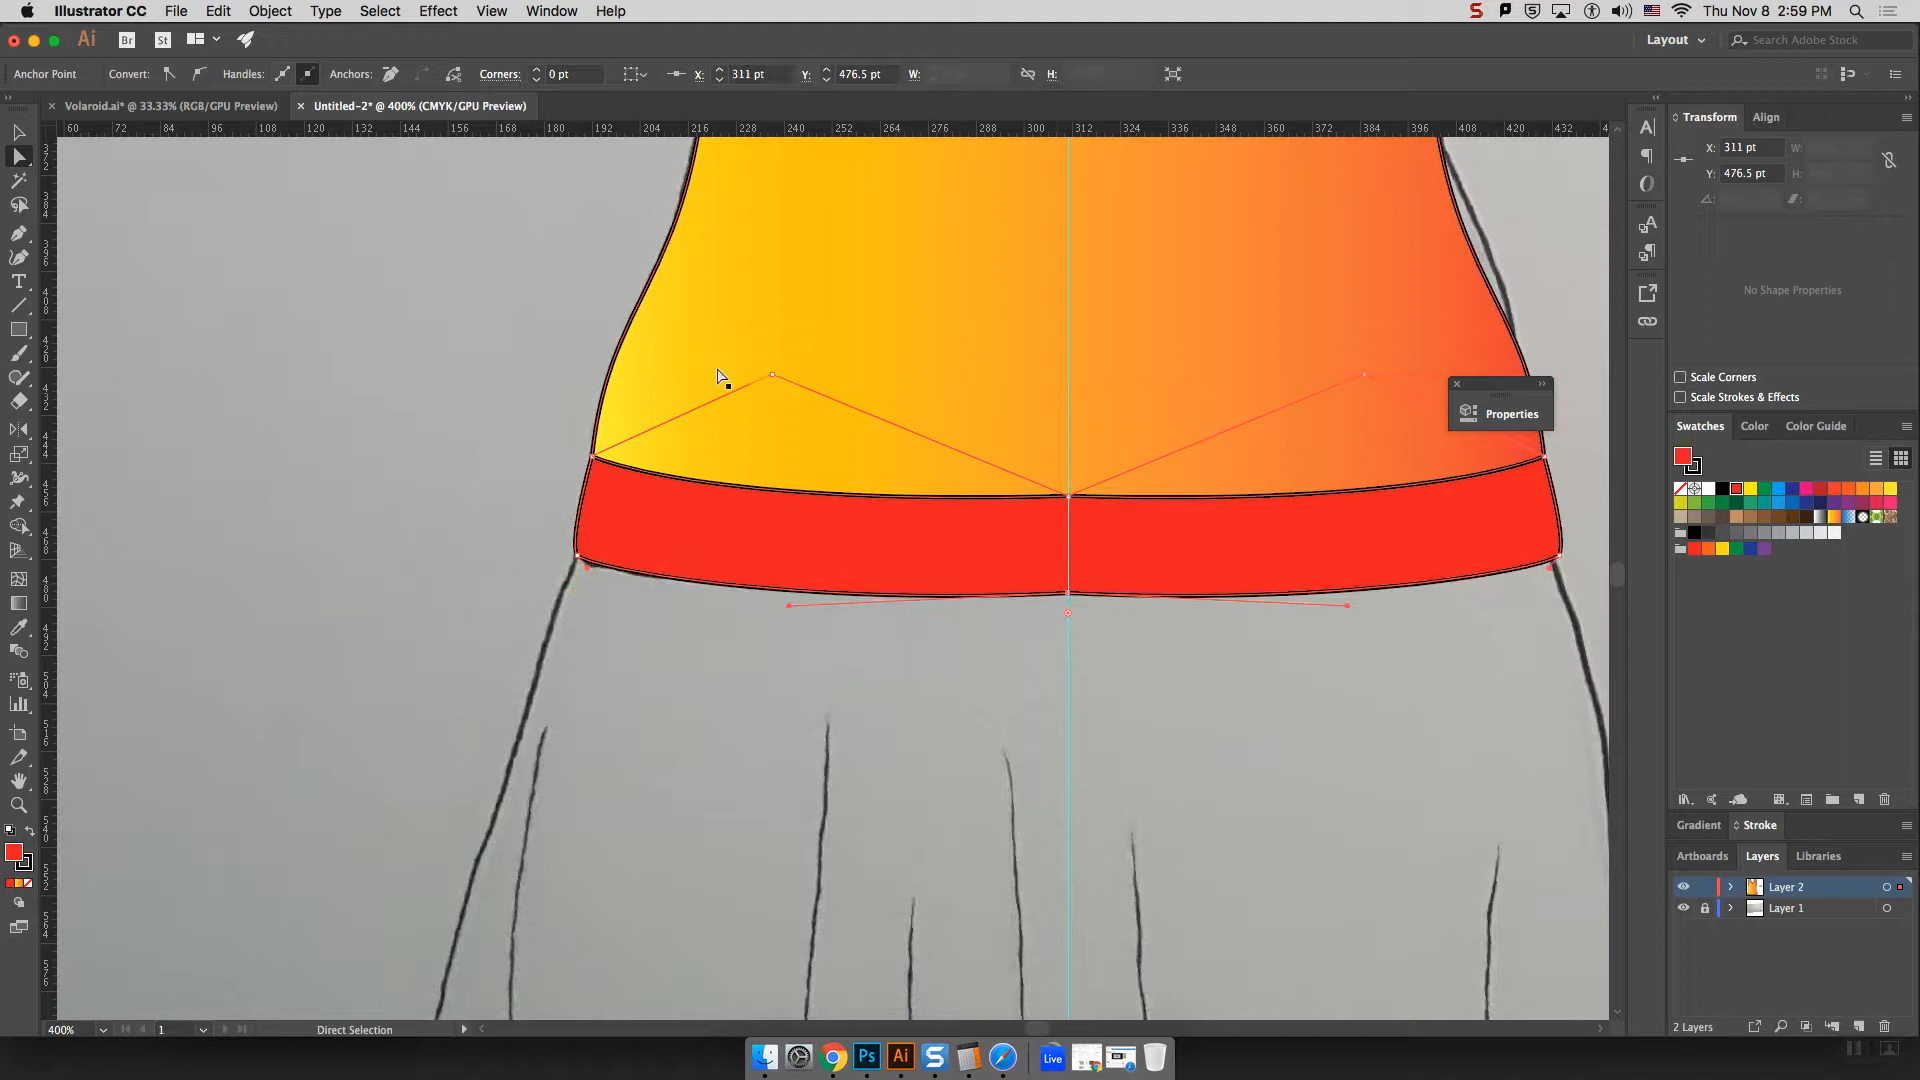 Illustrator CC File Edit Object Type Select Effect View Window Help Thu Nov 8 2:59 PM
Ai Br St Layout Search Adobe Stock
Anchor Point Convert: Handles: Anchors: Corners: 0 pt X: 311 pt Y: 476.5 pt W: H:
Volaroid.ai* @ 33.33% (RGB/GPU Preview) Untitled-2* @ 400% (CMYK/GPU Preview)
60 72 84 96 108 120 132 144 156 168 180 192 204 216 228 240 252 264 276 288 300 312 324 336 348 360 372 384 396 408 420 432
Transform Align
X: 311 pt W:
Y: 476.5 pt H:
No Shape Properties
Scale Corners
Scale Strokes & Effects
Properties
Swatches Color Color Guide
Gradient Stroke
Artboards Layers Libraries
Layer 2
Layer 1
2 Layers
400% 1 Direct Selection
Ps Ai S Live